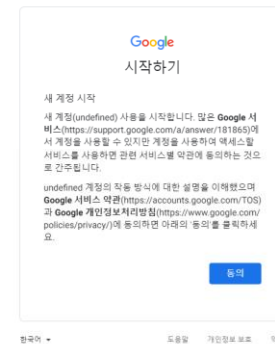 Google
시작하기
새 계정 시작
새 계정(undefined) 사용을 시작합니다. 많은 Google 서
비스(https://support.google.com/a/answer/181865)에
서 계정을 사용할 수 있지만 계정을 사용하여 액세스할
서비스를 사용하면 관련 서비스별 약관에 동의하는 것으
로 간주됩니다.
undefined 계정의 작동 방식에 대한 설명을 이해했으며
Google 서비스 약관(https://accounts.google.com/TOS)
과 Google 개인정보처리방침(https://www.google.com/
policies/privacy/)에 동의하면 아래의 '동의'를 클릭하세
요.
동의
한국어 도움말 개인정보 보호